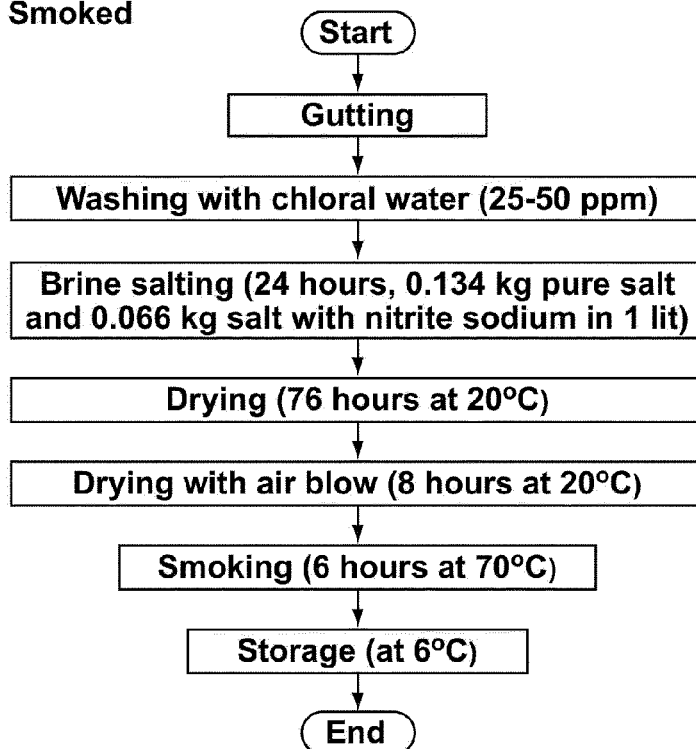 Smoked
Start
Gutting
Washing with chloral water (25-50 ppm)
Brine salting (24 hours, 0.134 kg pure salt
and 0.066 kg salt with nitrite sodium in 1 lit)
Drying (76 hours at 20°C)
Drying with air blow (8 hours at 20°C)
Smoking (6 hours at 70°C)
Storage (at 6°C)
End